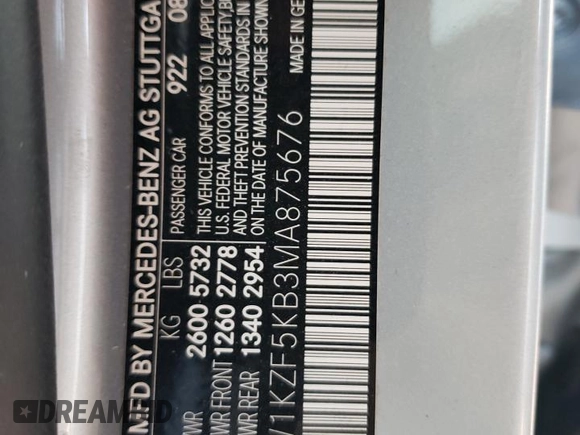 MED BY MERCEDES-BENZ AG STUTTGA
KG LBS PASSENGER CAR 922 08
WR 2600 5732 THIS VEHICLE CONFORMS TO ALL APPLIC
WR FRONT 1260 2778 U.S. FEDERAL MOTOR VEHICLE SAFETY, B
WR REAR 1340 2954 AND THEFT PREVENTION STANDARDS IN
ON THE DATE OF MANUFACTURE SHOWN
MADE IN GE
1KZF5KB3MA875676
DREAMBID